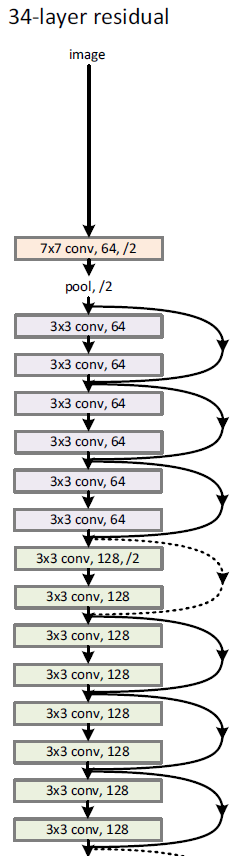 34-layer residual
image
7x7 conv, 64, /2
pool, /2
3x3 conv, 64
3x3 conv, 64
3x3 conv, 64
3x3 conv, 64
3x3 conv, 64
3x3 conv, 64
3x3 conv, 128, /2
3x3 conv, 128
3x3 conv, 128
3x3 conv, 128
3x3 conv, 128
3x3 conv, 128
3x3 conv, 128
3x3 conv, 128